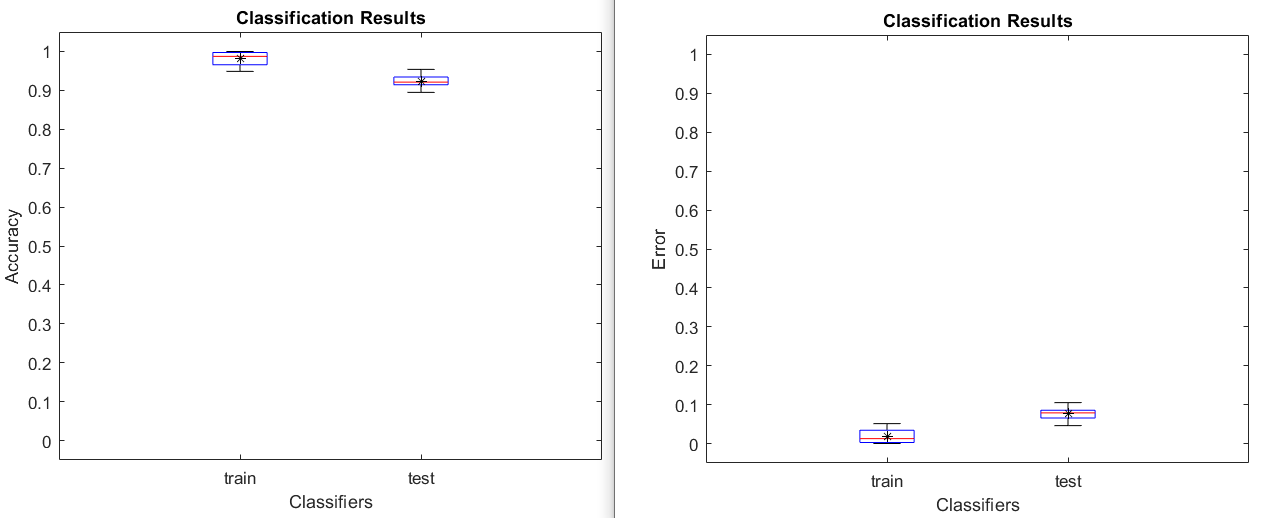 Classification Results
1
0.9
0.8
0.7
0.6
0.5
0.4
0.3
0.2
0.1
0
Accuracy
train test
Classifiers
Classification Results
1
0.9
0.8
0.7
0.6
0.5
0.4
0.3
0.2
0.1
0
Error
train test
Classifiers